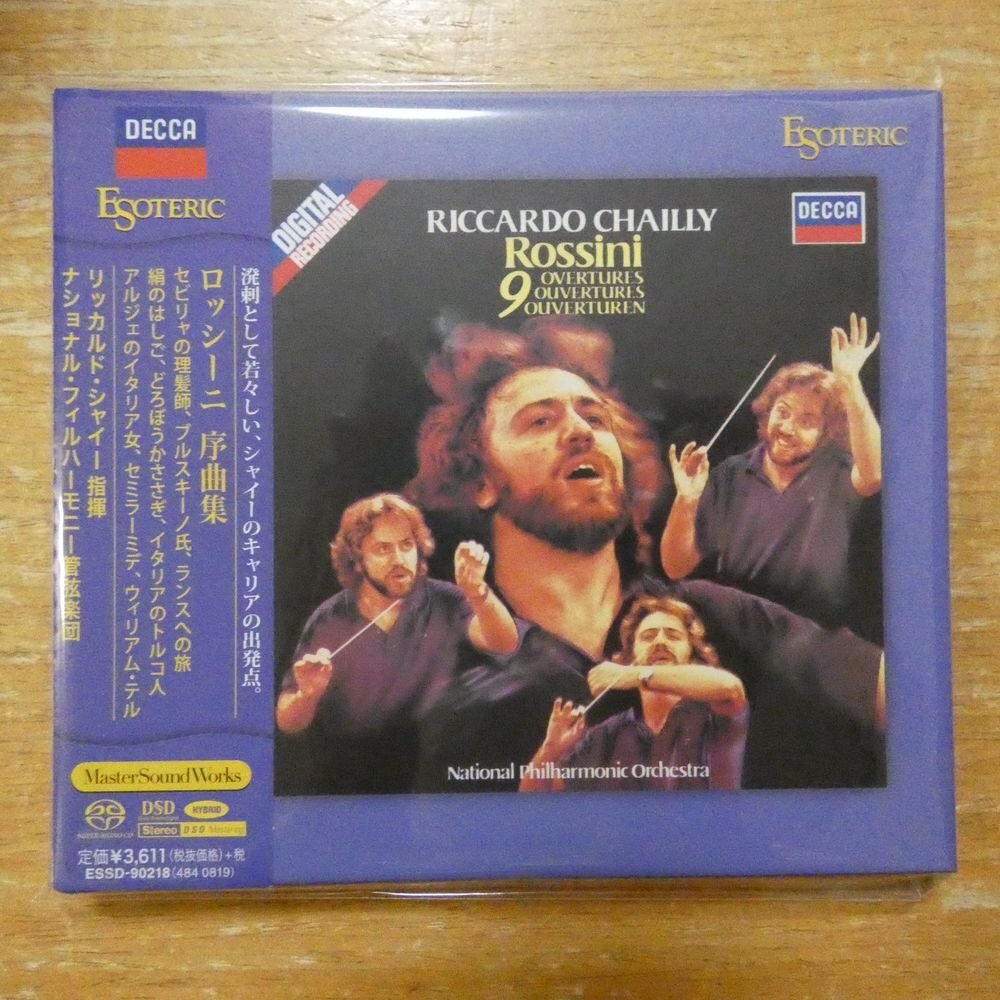 DECCA
ESOTERIC
溌剌として若々しい、シャイーのキャリアの出発点。
ロッシーニ 序曲集
セビリャの理髪師、ブルスキーノ氏、ランスへの旅
絹のはしご、どろぼうかささぎ、イタリアのトルコ人
アルジェのイタリア女、セミラーミデ、ウィリアム・テル
リッカルド・シャイー指揮
ナショナル・フィルハーモニー管弦楽団
MasterSoundWorks
SUPER AUDIO CD
DSD
HYBRID
Stereo
DSD Mastering
定価¥3,611(税抜価格)+税
ESSD-90218 (484 0819)
ESOTERIC
DIGITAL
RECORDING
RICCARDO CHAILLY
DECCA
Rossini
9 OVERTURES
OUVERTURES
OUVERTUREN
National Philharmonic Orchestra